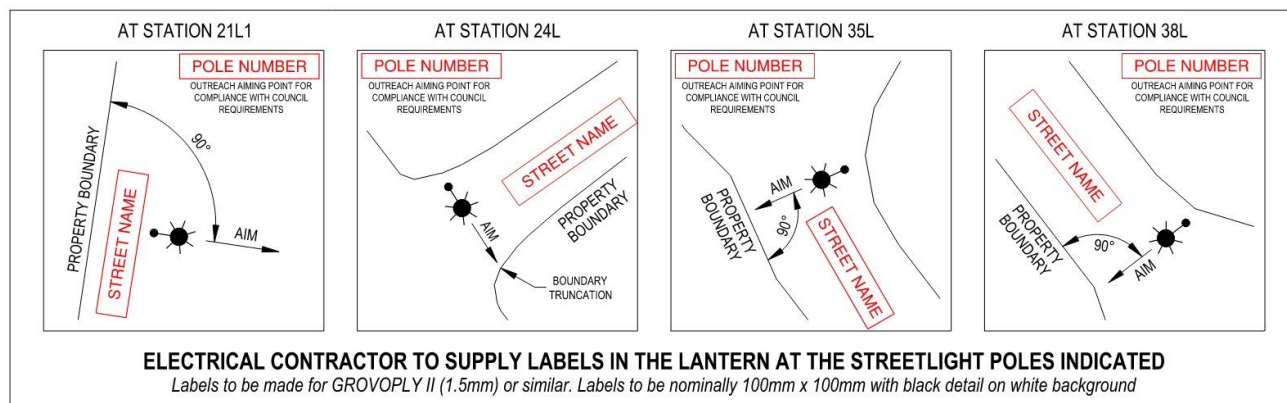 AT STATION 21L1
POLE NUMBER
OUTREACH AIMING POINT FOR
COMPLIANCE WITH COUNCIL
REQUIREMENTS
PROPERTY BOUNDARY
90°
STREET NAME
AIM
AT STATION 24L
POLE NUMBER
OUTREACH AIMING POINT FOR
COMPLIANCE WITH COUNCIL
REQUIREMENTS
STREET NAME
PROPERTY
BOUNDARY
AIM
BOUNDARY
TRUNCATION
AT STATION 35L
POLE NUMBER
OUTREACH AIMING POINT FOR
COMPLIANCE WITH COUNCIL
REQUIREMENTS
AIM
PROPERTY
BOUNDARY
90°
STREET NAME
AT STATION 38L
POLE NUMBER
OUTREACH AIMING POINT FOR
COMPLIANCE WITH COUNCIL
REQUIREMENTS
STREET NAME
PROPERTY
BOUNDARY
90°
AIM
ELECTRICAL CONTRACTOR TO SUPPLY LABELS IN THE LANTERN AT THE STREETLIGHT POLES INDICATED
Labels to be made for GROVOPLY II (1.5mm) or similar. Labels to be nominally 100mm x 100mm with black detail on white background